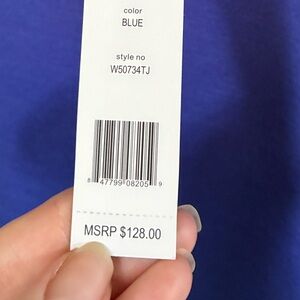 color
BLUE
style no
W50734TJ
8 47799 08205 9
MSRP $128.00